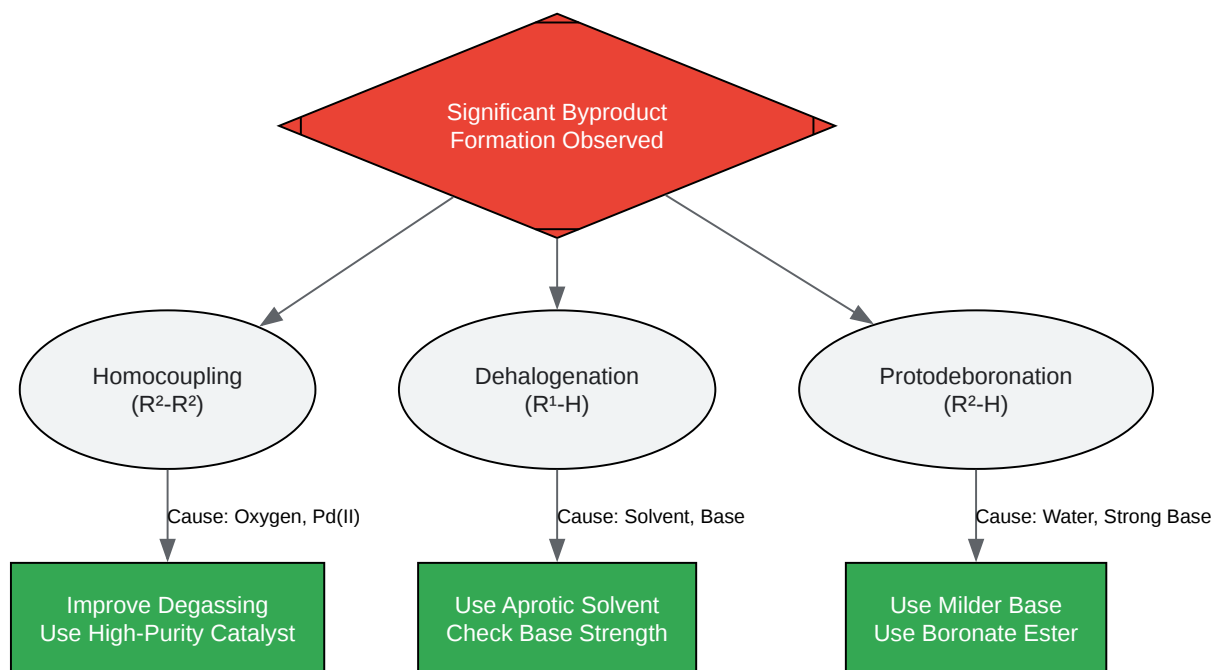 Significant Byproduct
Formation Observed
Homocoupling
(R²-R²)
Dehalogenation
(R¹-H)
Protodeboronation
(R²-H)
Cause: Oxygen, Pd(II)
Cause: Solvent, Base
Cause: Water, Strong Base
Improve Degassing
Use High-Purity Catalyst
Use Aprotic Solvent
Check Base Strength
Use Milder Base
Use Boronate Ester